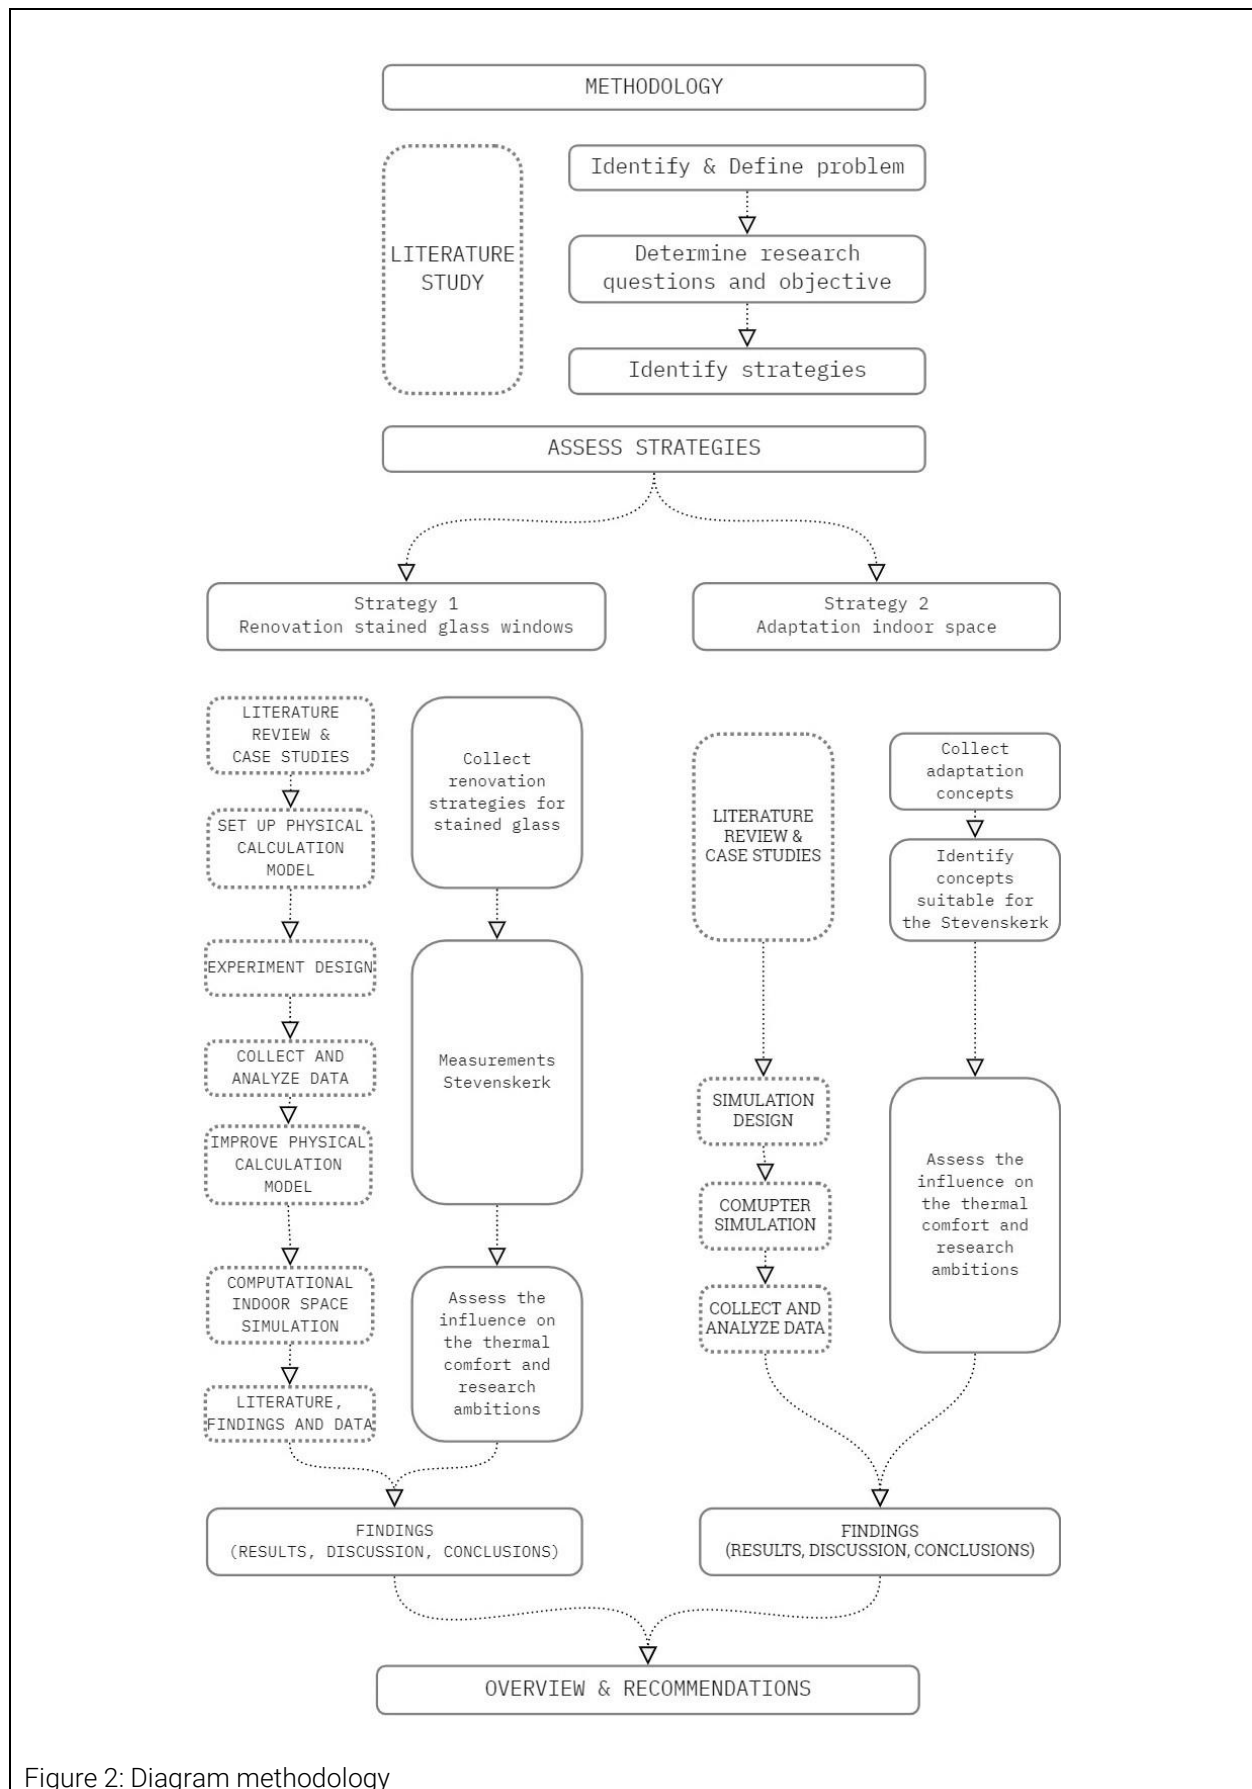 METHODOLOGY
LITERATURE
STUDY
Identify & Define problem
Determine research
questions and objective
Identify strategies
ASSESS STRATEGIES
Strategy 1
Renovation stained glass windows
Strategy 2
Adaptation indoor space
LITERATURE
REVIEW &
CASE STUDIES
SET UP PHYSICAL
CALCULATION
MODEL
EXPERIMENT DESIGN
COLLECT AND
ANALYZE DATA
IMPROVE PHYSICAL
CALCULATION
MODEL
COMPUTATIONAL
INDOOR SPACE
SIMULATION
LITERATURE,
FINDINGS AND DATA
Collect
renovation
strategies for
stained glass
Measurements
Stevenskerk
Assess the
influence on
the thermal
comfort and
research
ambitions
LITERATURE
REVIEW &
CASE STUDIES
SIMULATION
DESIGN
COMUPTER
SIMULATION
COLLECT AND
ANALYZE DATA
Collect
adaptation
concepts
Identify
concepts
suitable for
the Stevenskerk
Assess the
influence on
the thermal
comfort and
research
ambitions
FINDINGS
(RESULTS, DISCUSSION, CONCLUSIONS)
FINDINGS
(RESULTS, DISCUSSION, CONCLUSIONS)
OVERVIEW & RECOMMENDATIONS
Figure 2: Diagram methodology